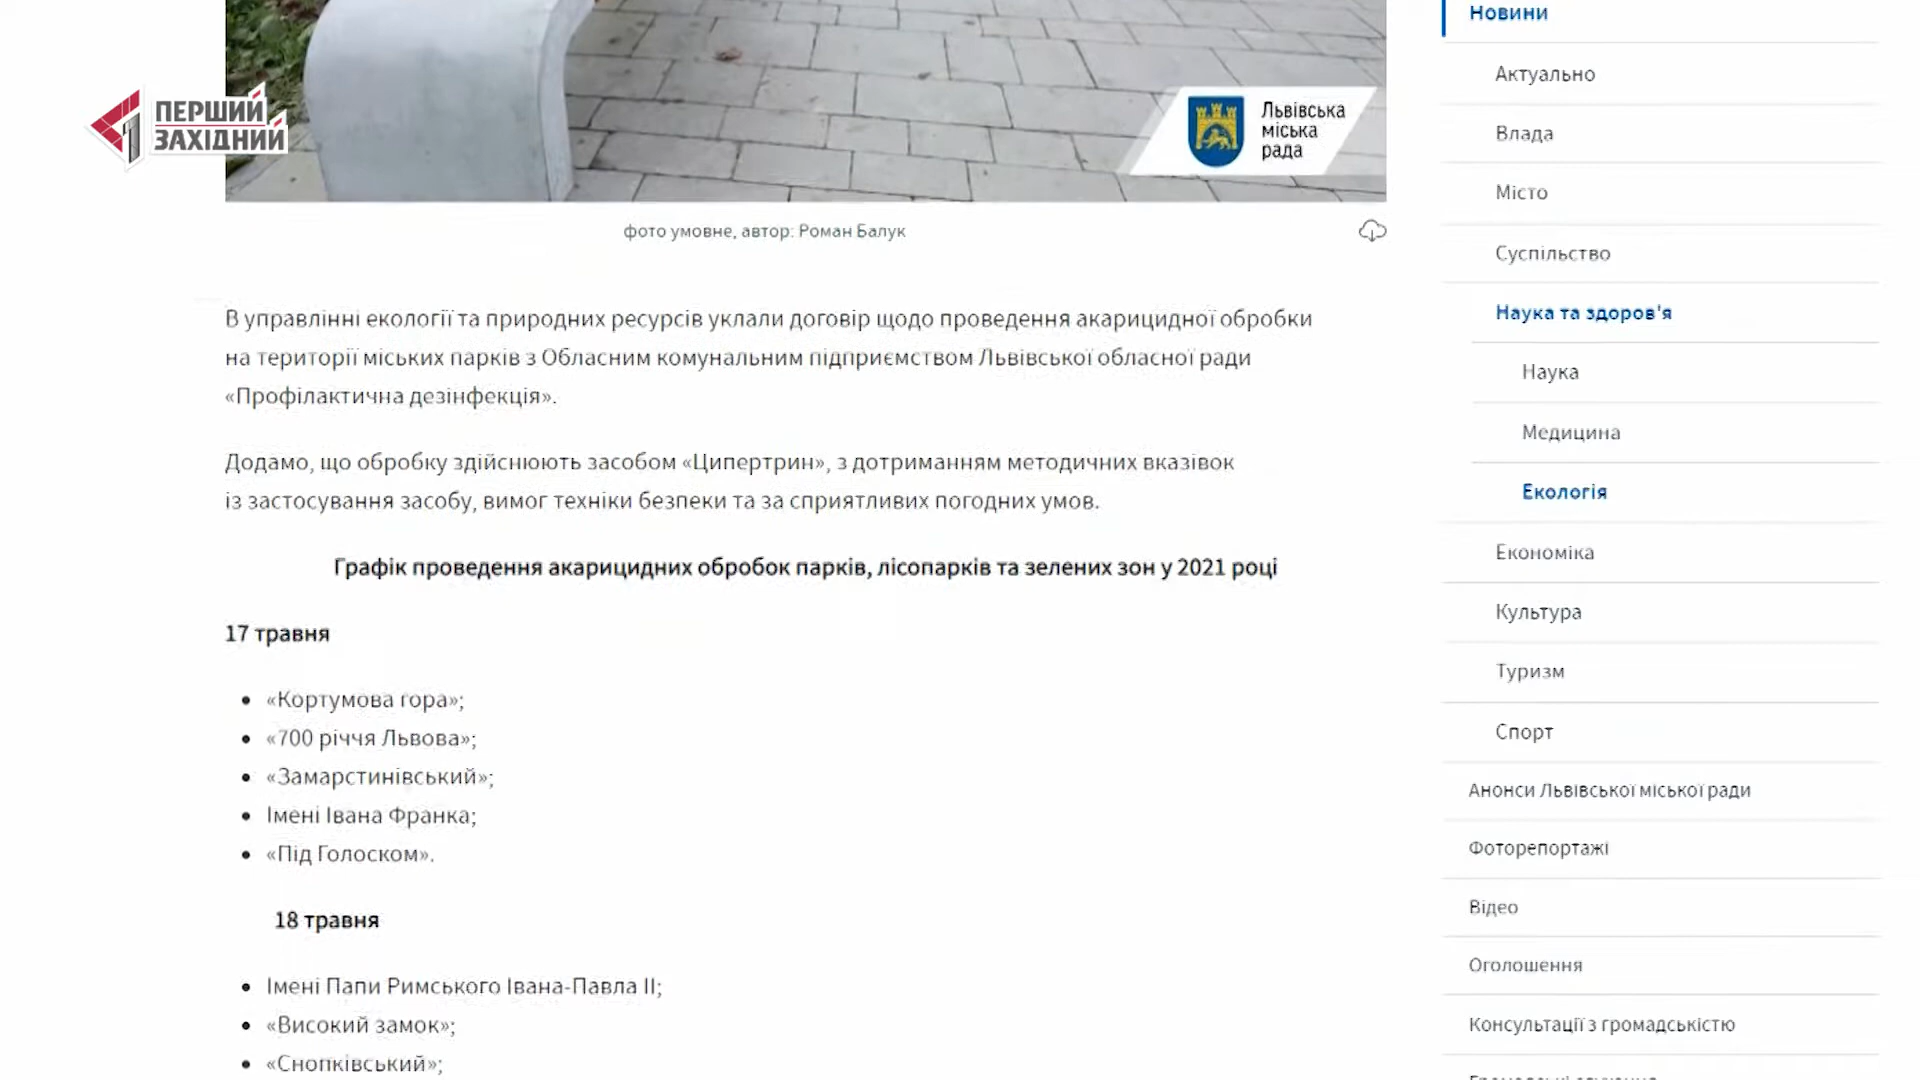 ПЕРШИЙ
ЗАХІДНИЙ
Львівська
міська
рада
фото умовне, автор: Роман Балук
В управлінні екології та природних ресурсів уклали договір щодо проведення акарицидної обробки
на території міських парків з Обласним комунальним підприємством Львівської обласної ради
«Профілактична дезінфекція».
Додамо, що обробку здійснюють засобом «Ципертрин», з дотриманням методичних вказівок
із застосування засобу, вимог техніки безпеки та за сприятливих погодних умов.
Графік проведення акарицидних обробок парків, лісопарків та зелених зон у 2021 році
17 травня
«Кортумова гора»;
«700 річчя Львова»;
«Замарстинівський»;
Імені Івана Франка;
«Під Голоском».
18 травня
Імені Папи Римського Івана-Павла ІІ;
«Високий замок»;
«Снопківський»;
Новини
Актуально
Влада
Місто
Суспільство
Наука та здоров'я
Наука
Медицина
Екологія
Економіка
Культура
Туризм
Спорт
Анонси Львівської міської ради
Фоторепортажі
Відео
Оголошення
Консультації з громадськістю